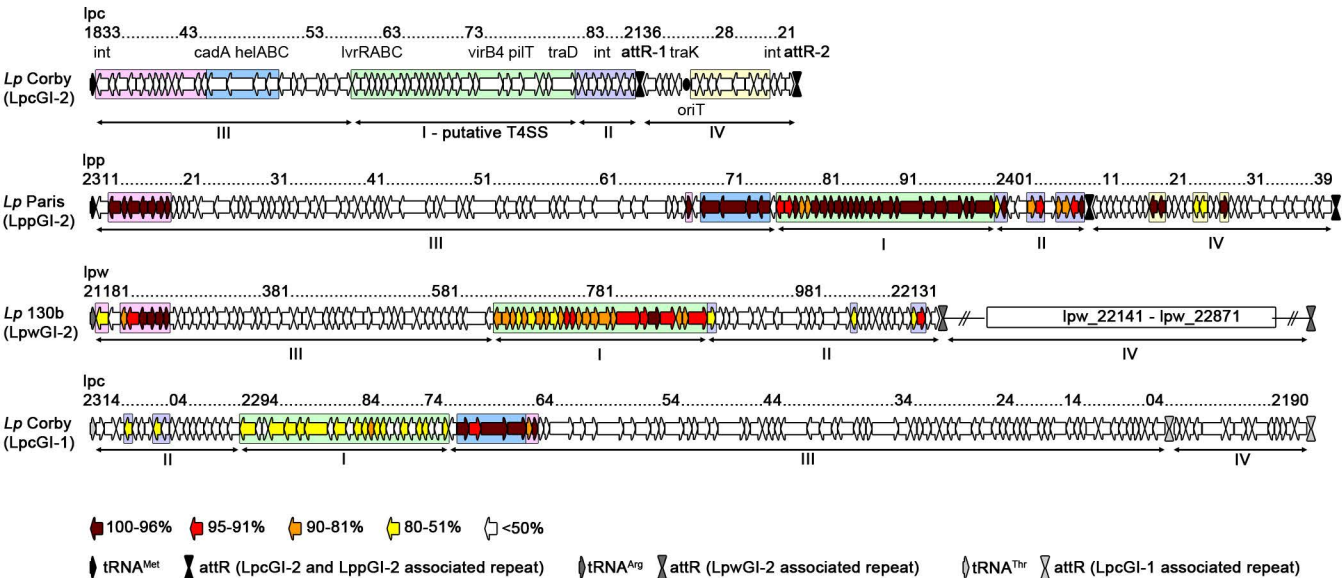 lpc
1833..........43..............53..........63.............73................83.....2136..........28........21
int cadA helABC lvrRABC virB4 pilT traD int attR-1 traK int attR-2
Lp Corby
(LpcGI-2)
oriT
III I - putative T4SS II IV
lpp
2311..........21............31..............41...............51..................61...................71..............81...........91..............2401............11.........21...........31.........39
Lp Paris
(LppGI-2)
III I II IV
lpw
21181........................381........................581.....................781...........................981............22131
Lp 130b
(LpwGI-2)
lpw_22141 - lpw_22871
III I II IV
lpc
2314..........04..........2294..............84........74................64..................54..............44..................34..............24.........14..........04..................2190
Lp Corby
(LpcGI-1)
II I III IV
100-96% 95-91% 90-81% 80-51% <50%
tRNAMet attR (LpcGI-2 and LppGI-2 associated repeat) tRNAArg attR (LpwGI-2 associated repeat) tRNAThr attR (LpcGI-1 associated repeat)